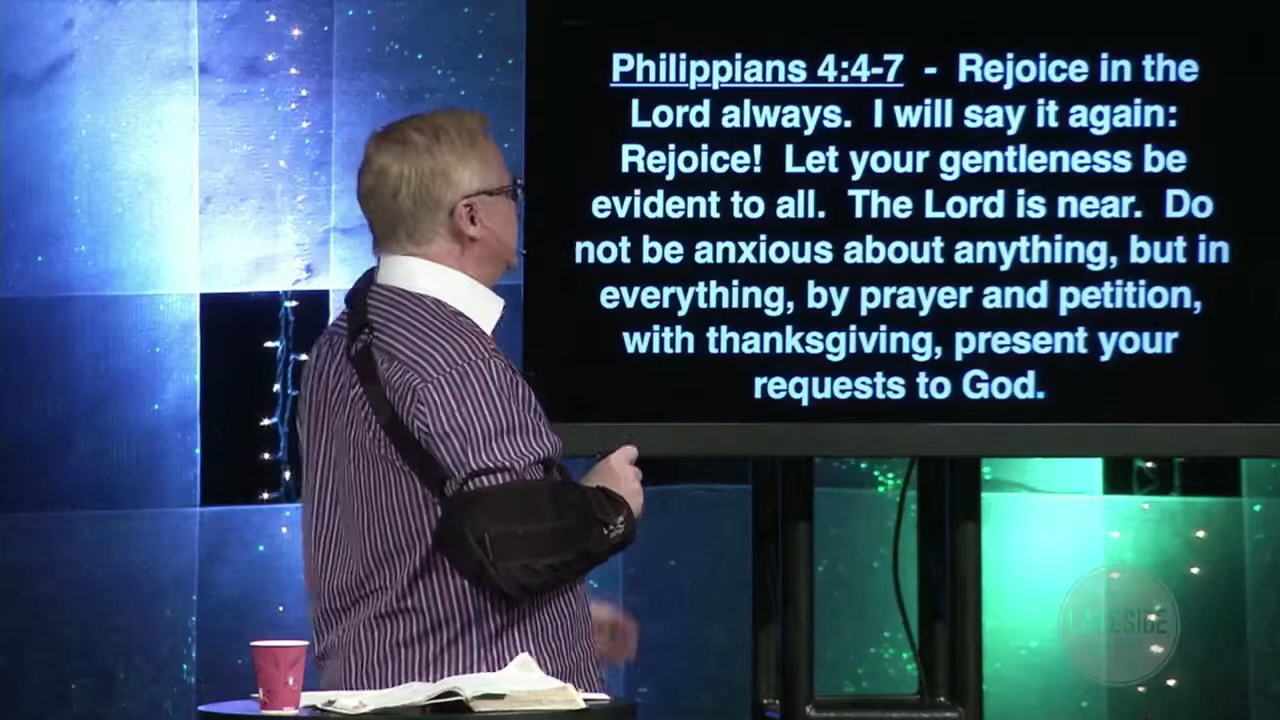 Philippians 4:4-7 - Rejoice in the
Lord always. I will say it again:
Rejoice! Let your gentleness be
evident to all. The Lord is near. Do
not be anxious about anything, but in
everything, by prayer and petition,
with thanksgiving, present your
requests to God.
LAKESIDE